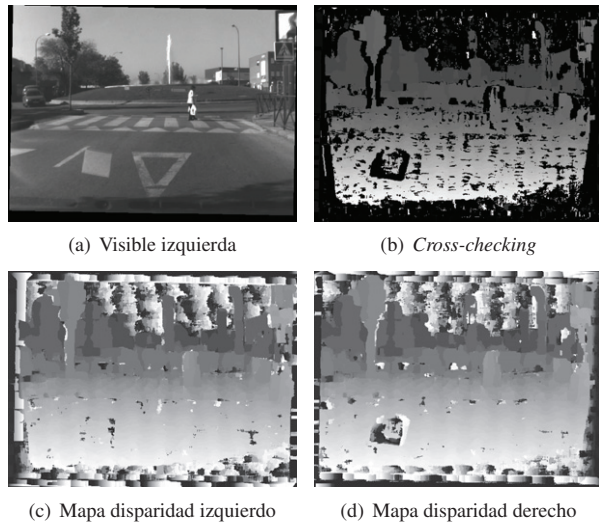 (a) Visible izquierda
(b) Cross-checking
(c) Mapa disparidad izquierdo
(d) Mapa disparidad derecho